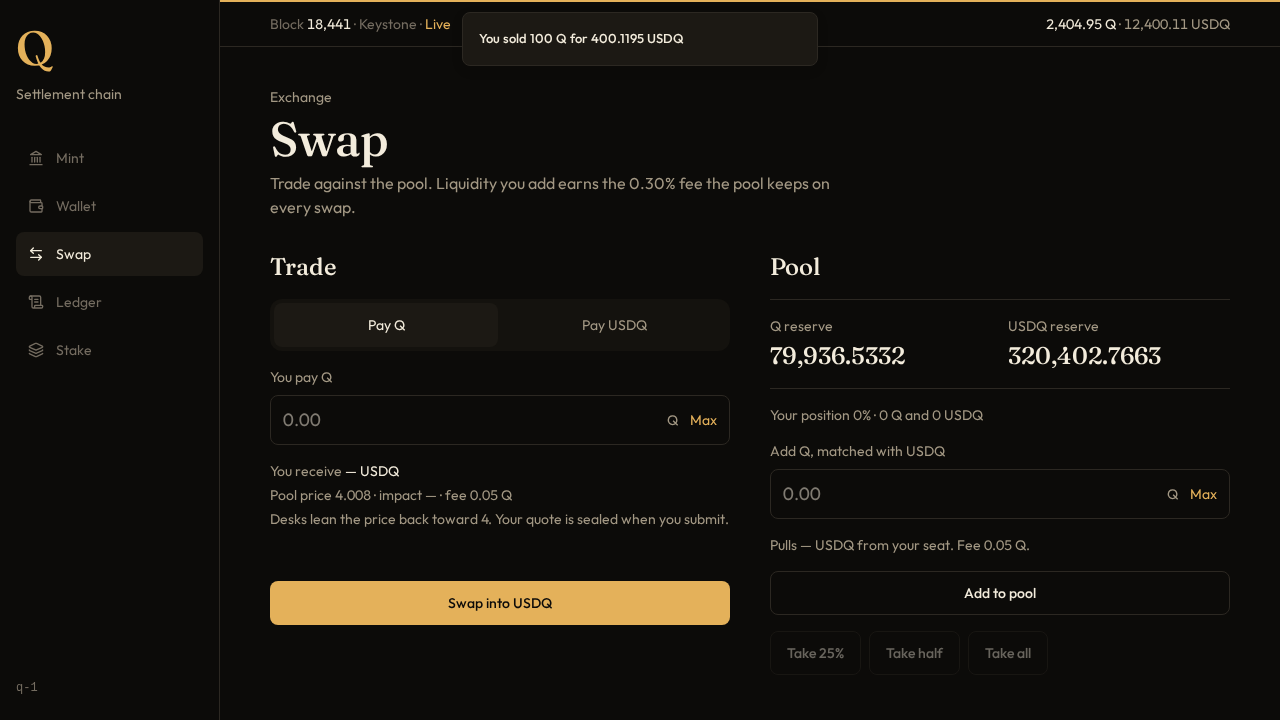 Q
Settlement chain
Mint
Wallet
Swap
Ledger
Stake
q-1
Block 18,441 · Keystone · Live
You sold 100 Q for 400.1195 USDQ
2,404.95 Q · 12,400.11 USDQ
Exchange
Swap
Trade against the pool. Liquidity you add earns the 0.30% fee the pool keeps on
every swap.
Trade
Pay Q
Pay USDQ
You pay Q
0.00 Q Max
You receive — USDQ
Pool price 4.008 · impact — · fee 0.05 Q
Desks lean the price back toward 4. Your quote is sealed when you submit.
Swap into USDQ
Pool
Q reserve
79,936.5332
USDQ reserve
320,402.7663
Your position 0% · 0 Q and 0 USDQ
Add Q, matched with USDQ
0.00 Q Max
Pulls — USDQ from your seat. Fee 0.05 Q.
Add to pool
Take 25%
Take half
Take all